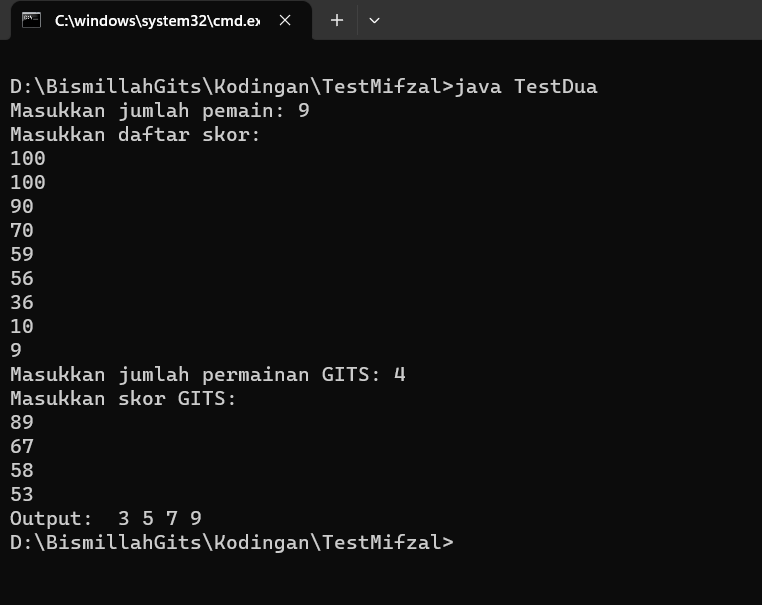 C:\windows\system32\cmd.ex
D:\BismillahGits\Kodingan\TestMifzal>java TestDua
Masukkan jumlah pemain: 9
Masukkan daftar skor:
100
100
90
70
59
56
36
10
9
Masukkan jumlah permainan GITS: 4
Masukkan skor GITS:
89
67
58
53
Output:  3 5 7 9
D:\BismillahGits\Kodingan\TestMifzal>